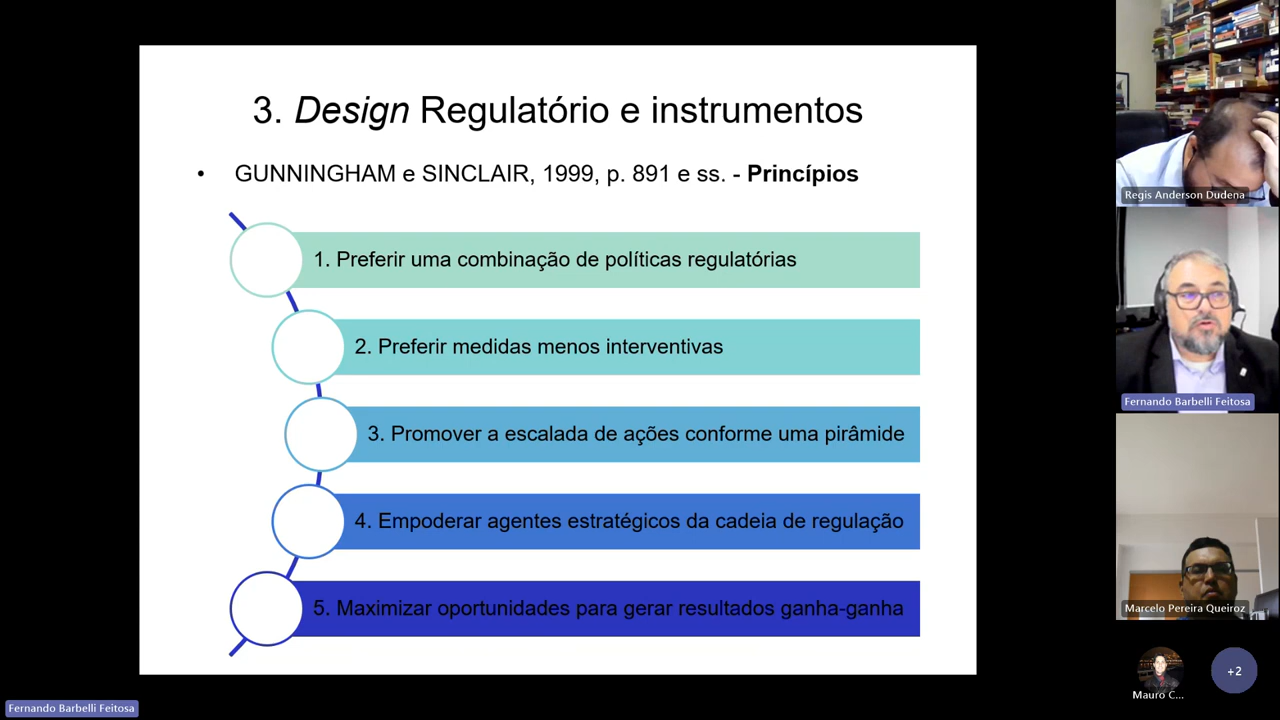 3. Design Regulatório e instrumentos
• GUNNINGHAM e SINCLAIR, 1999, p. 891 e ss. - Princípios
1. Preferir uma combinação de políticas regulatórias
2. Preferir medidas menos interventivas
3. Promover a escalada de ações conforme uma pirâmide
4. Empoderar agentes estratégicos da cadeia de regulação
5. Maximizar oportunidades para gerar resultados ganha-ganha
Regis Anderson Dudena
Fernando Barbelli Feitosa
Marcelo Pereira Queiroz
Mauro C...
+2
Fernando Barbelli Feitosa